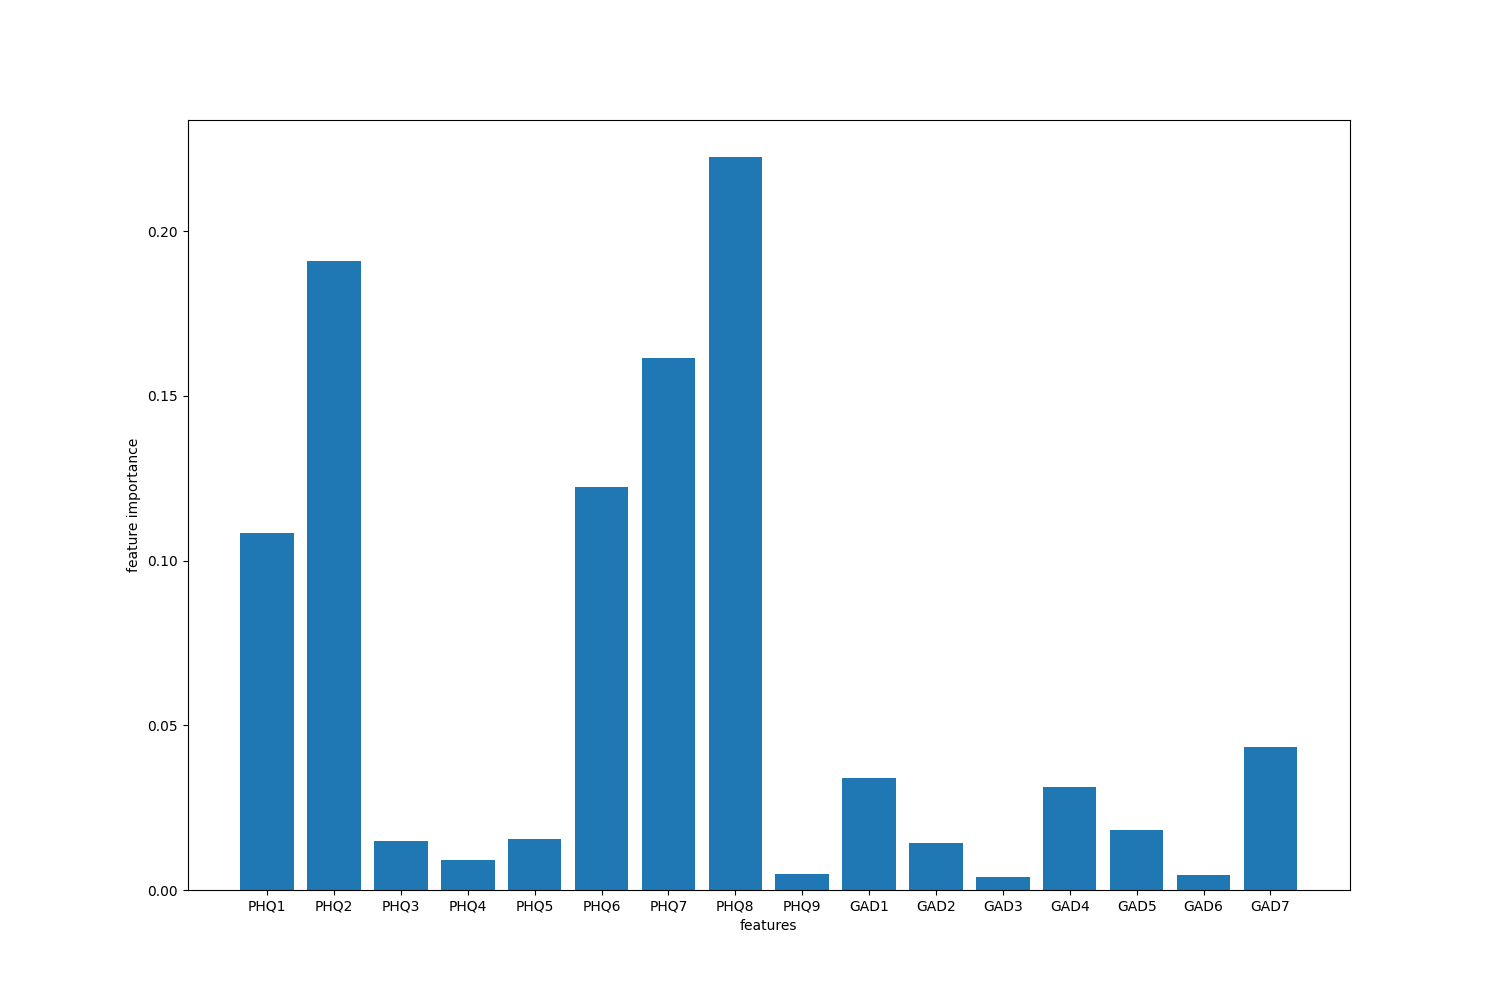 feature importance
0.20
0.15
0.10
0.05
0.00
PHQ1 PHQ2 PHQ3 PHQ4 PHQ5 PHQ6 PHQ7 PHQ8 PHQ9 GAD1 GAD2 GAD3 GAD4 GAD5 GAD6 GAD7
features